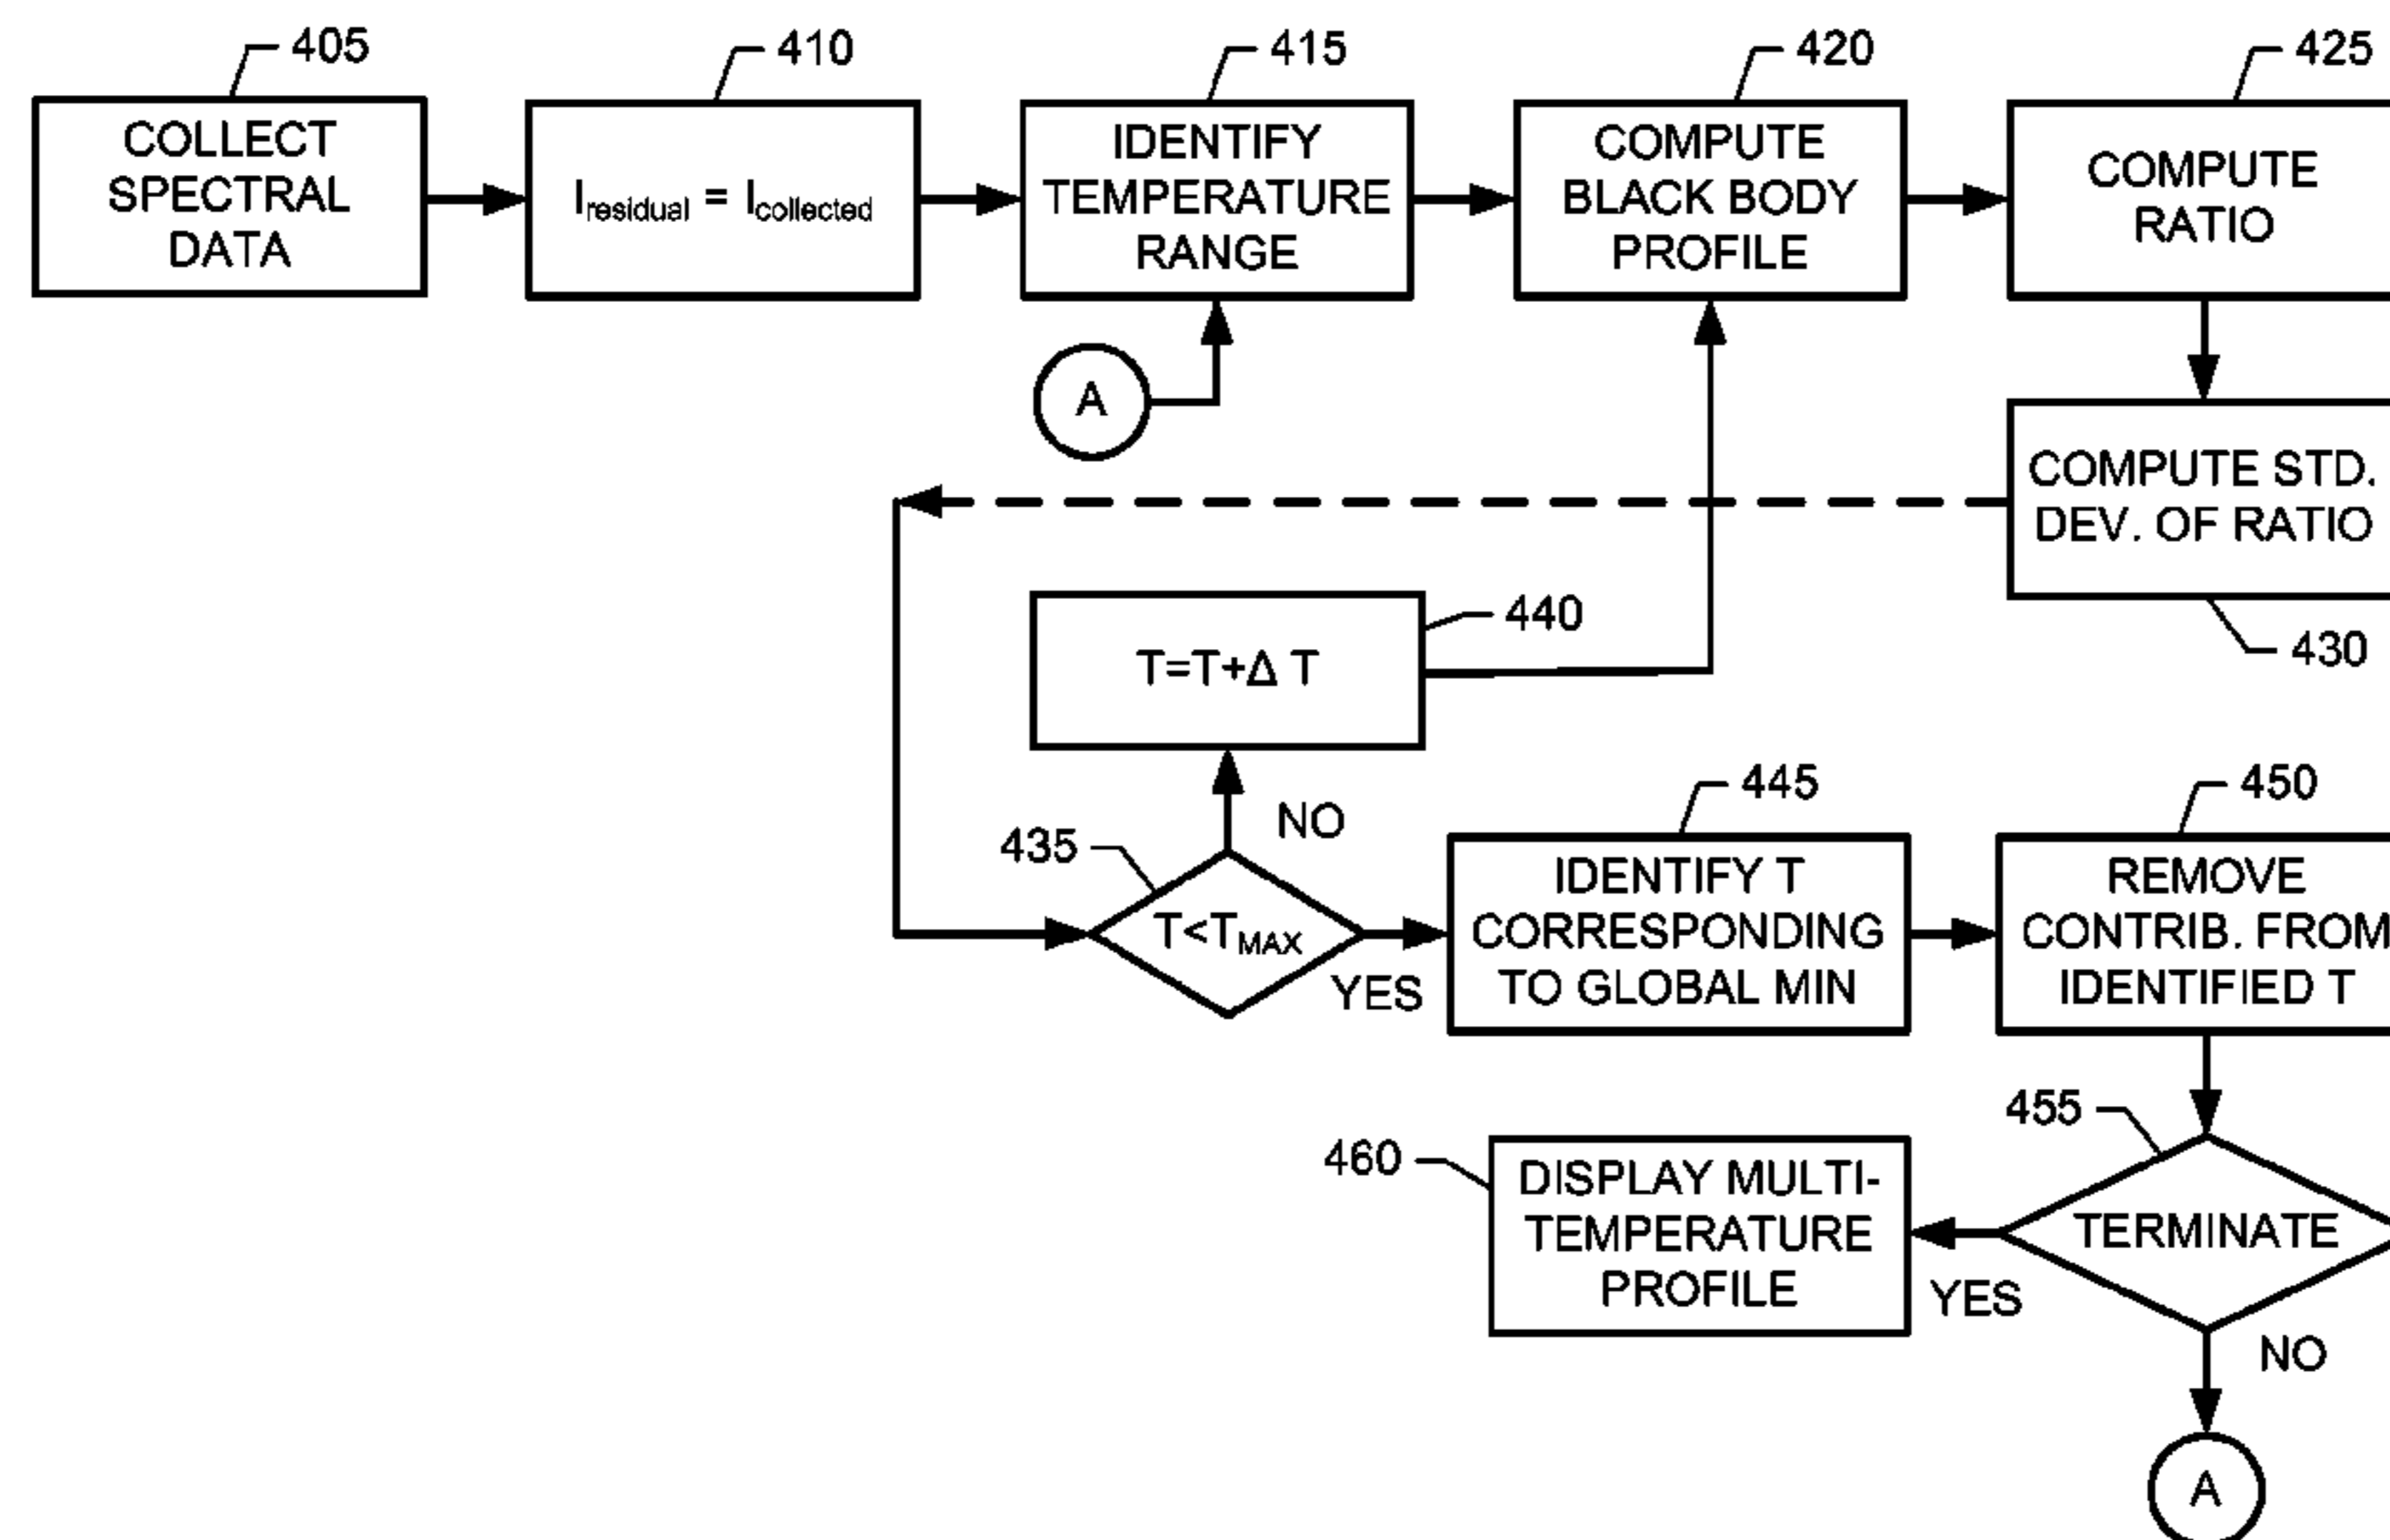 405
COLLECT
SPECTRAL
DATA
410
Iresidual = Icollected
415
IDENTIFY
TEMPERATURE
RANGE
420
COMPUTE
BLACK BODY
PROFILE
425
COMPUTE
RATIO
A
COMPUTE STD.
DEV. OF RATIO
430
440
T=T+Δ T
NO
435
T<TMAX
YES
445
IDENTIFY T
CORRESPONDING
TO GLOBAL MIN
450
REMOVE
CONTRIB. FROM
IDENTIFIED T
455
TERMINATE
YES
NO
460
DISPLAY MULTI-
TEMPERATURE
PROFILE
A